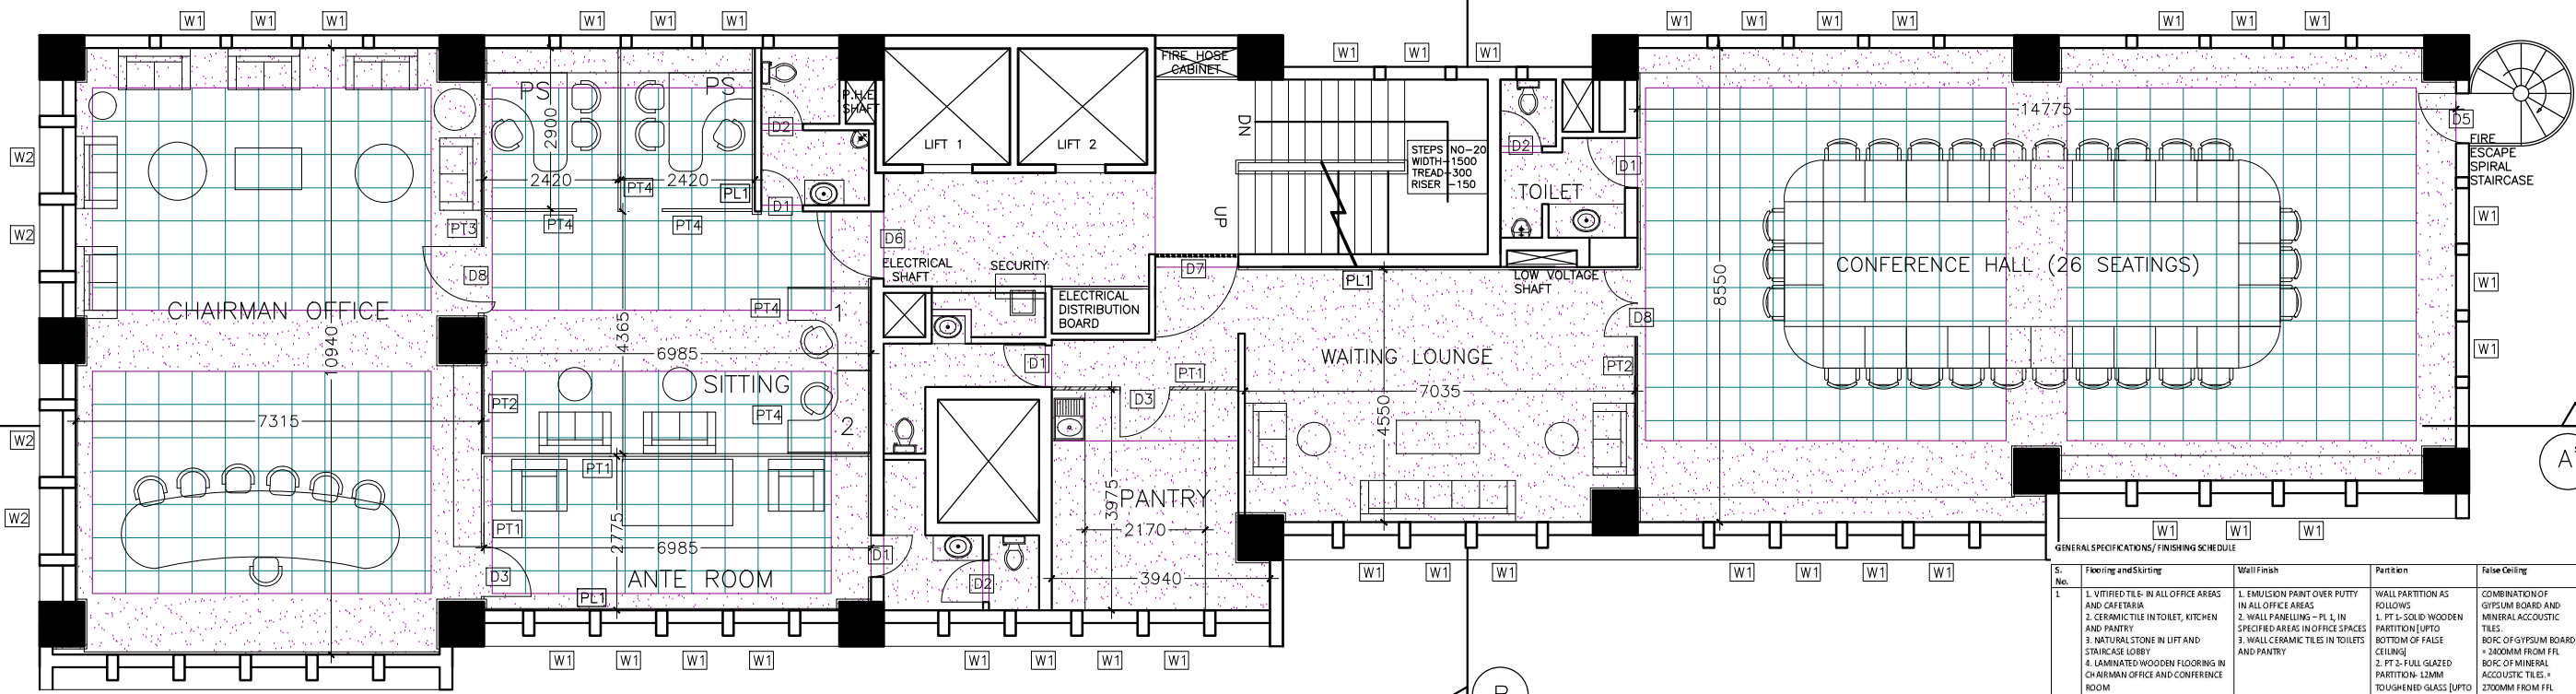 W1 W1 W1 W1 W1 W1 W1 W1 W1 W1 W1 W1 W1 W1 W1 W1
FIRE HOSE
CABINET
PS
PS
P.H.E
SHAFT
2900
D2
LIFT 1
LIFT 2
DN
UP
STEPS NO-20
WIDTH-1500
TREAD-300
RISER -150
D2
D1
TOILET
14775
D5
FIRE
ESCAPE
SPIRAL
STAIRCASE
W2
W2
2420
2420
PT4
PL1
D1
PT4
PT4
PT3
D8
D6
ELECTRICAL
SHAFT
SECURITY
ELECTRICAL
DISTRIBUTION
BOARD
D7
PL1
LOW VOLTAGE
SHAFT
D8
8550
CONFERENCE HALL (26 SEATINGS)
W1
W1
W1
CHAIRMAN OFFICE
10940
4365
PT4
1
6985
SITTING
D1
PT1
WAITING LOUNGE
7035
4550
PT2
7315
PT2
PT4
2
D3
W2
W2
PT1
PT1
2775
6985
ANTE ROOM
D3
PL1
D1
D2
PANTRY
3975
2170
3940
A'
B
W1 W1 W1
W1 W1 W1 W1 W1 W1 W1
W1 W1 W1 W1 W1 W1 W1 W1
GENERAL SPECIFICATIONS/ FINISHING SCHEDULE
S.
No.
Flooring and Skirting
Wall Finish
Partition
False Ceiling
1
1. VITIFIED TILE- IN ALL OFFICE AREAS
AND CAFETARIA
2. CERAMIC TILE IN TOILET, KITCHEN
AND PANTRY
3. NATURAL STONE IN LIFT AND
STAIRCASE LOBBY
4. LAMINATED WOODEN FLOORING IN
CHAIRMAN OFFICE AND CONFERENCE
ROOM
1. EMULSION PAINT OVER PUTTY
IN ALL OFFICE AREAS
2. WALL PANELLING – PL 1, IN
SPECIFIED AREAS IN OFFICE SPACES
3. WALL CERAMIC TILES IN TOILETS
AND PANTRY
WALL PARTITION AS
FOLLOWS
1. PT 1- SOLID WOODEN
PARTITION [UPTO
BOTTOM OF FALSE
CEILING]
2. PT 2- FULL GLAZED
PARTITION- 12MM
TOUGHENED GLASS [UPTO
COMBINATION OF
GYPSUM BOARD AND
MINERAL ACCOUSTIC
TILES.
BOFC OF GYPSUM BOARD
= 2400MM FROM FFL
BOFC OF MINERAL
ACCOUSTIC TILES.=
2700MM FROM FFL